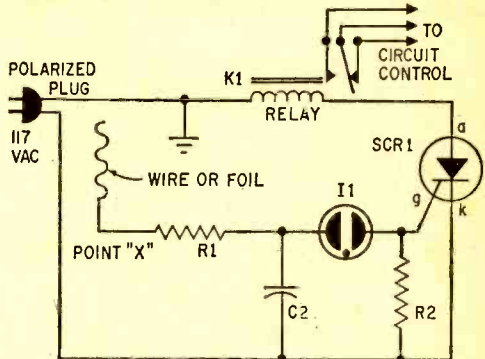 TO
CIRCUIT
CONTROL
K1
POLARIZED
PLUG
RELAY
117
VAC
SCR1
a
g
k
WIRE OR FOIL
I1
POINT "X"
R1
C2
R2